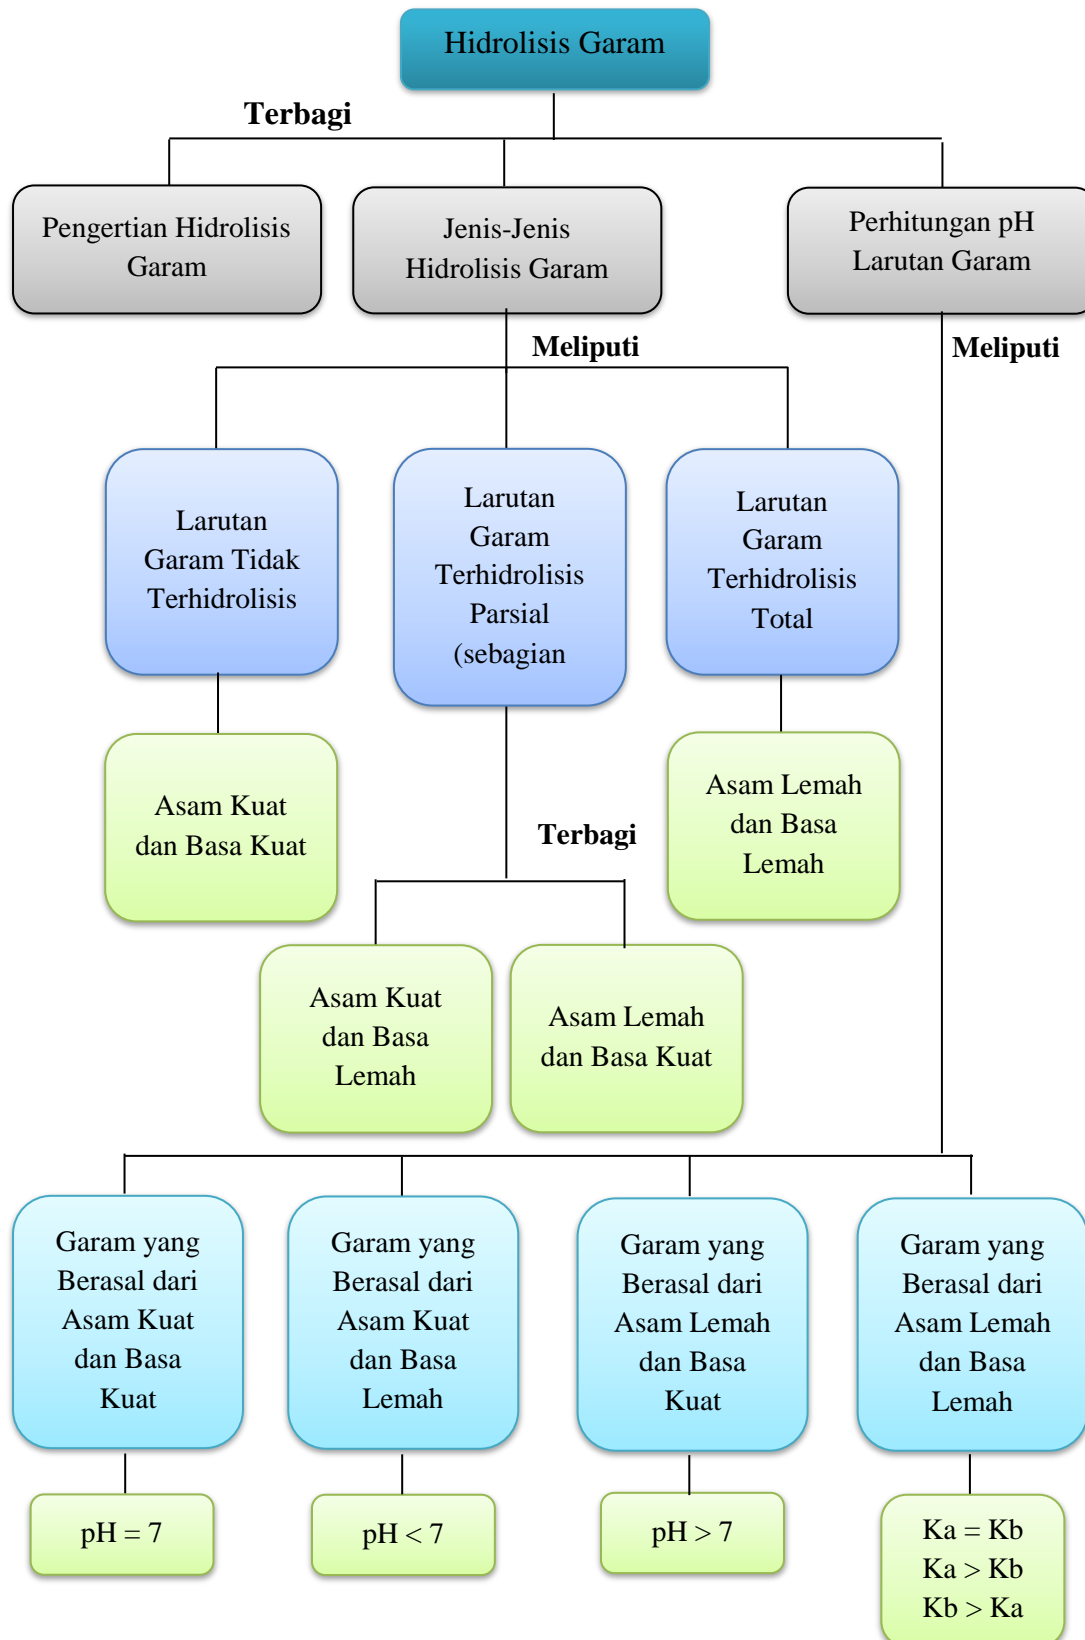 Hidrolisis Garam
Terbagi
Pengertian Hidrolisis
Garam
Jenis-Jenis
Hidrolisis Garam
Perhitungan pH
Larutan Garam
Meliputi
Meliputi
Larutan
Garam Tidak
Terhidrolisis
Larutan
Garam
Terhidrolisis
Parsial
(sebagian
Larutan
Garam
Terhidrolisis
Total
Asam Kuat
dan Basa Kuat
Terbagi
Asam Lemah
dan Basa
Lemah
Asam Kuat
dan Basa
Lemah
Asam Lemah
dan Basa Kuat
Garam yang
Berasal dari
Asam Kuat
dan Basa
Kuat
Garam yang
Berasal dari
Asam Kuat
dan Basa
Lemah
Garam yang
Berasal dari
Asam Lemah
dan Basa
Kuat
Garam yang
Berasal dari
Asam Lemah
dan Basa
Lemah
pH = 7
pH < 7
pH > 7
Ka = Kb
Ka > Kb
Kb > Ka